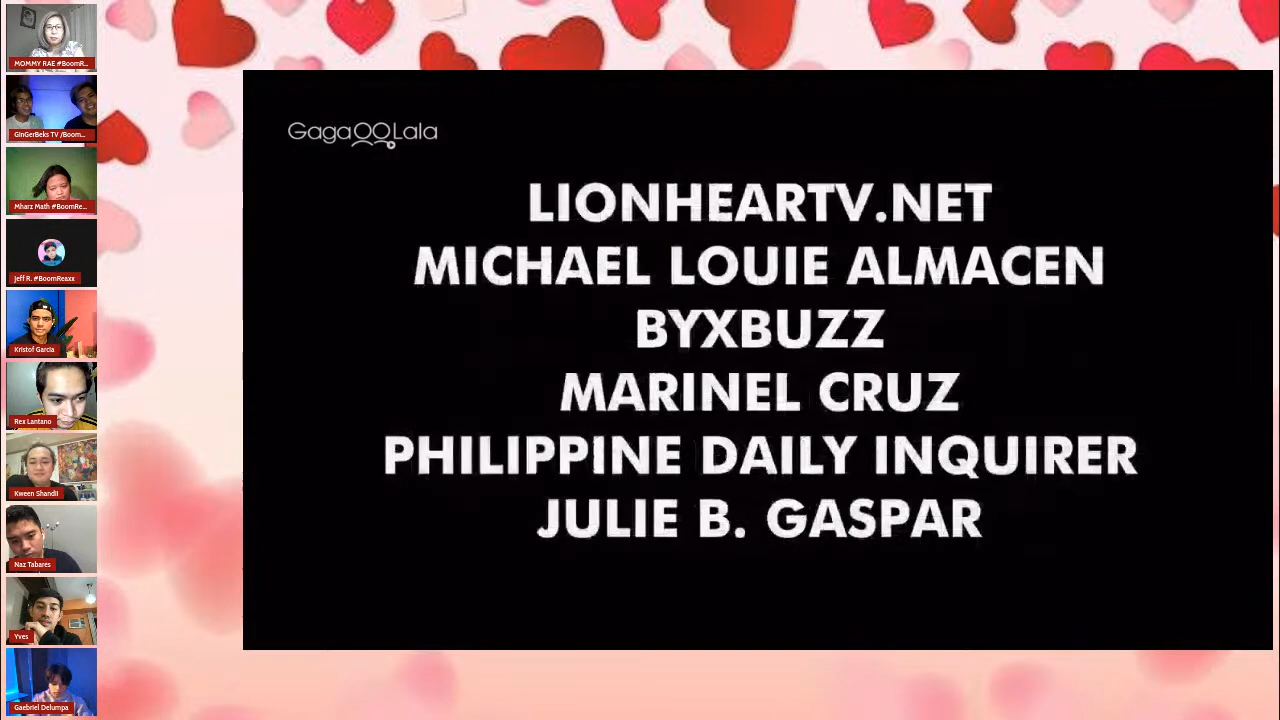 MOMMY RAE #BoomR...
GinGerBeks TV /Boom...
Mharz Math #BoomRe...
Jeff R. #BoomReaxx
Kristof Garcia
Rex Lantano
Kween ShandII
Naz Tabares
Yves
Gaebriel Delumpa
GagaOOLala
LIONHEARTV.NET
MICHAEL LOUIE ALMACEN
BYXBUZZ
MARINEL CRUZ
PHILIPPINE DAILY INQUIRER
JULIE B. GASPAR